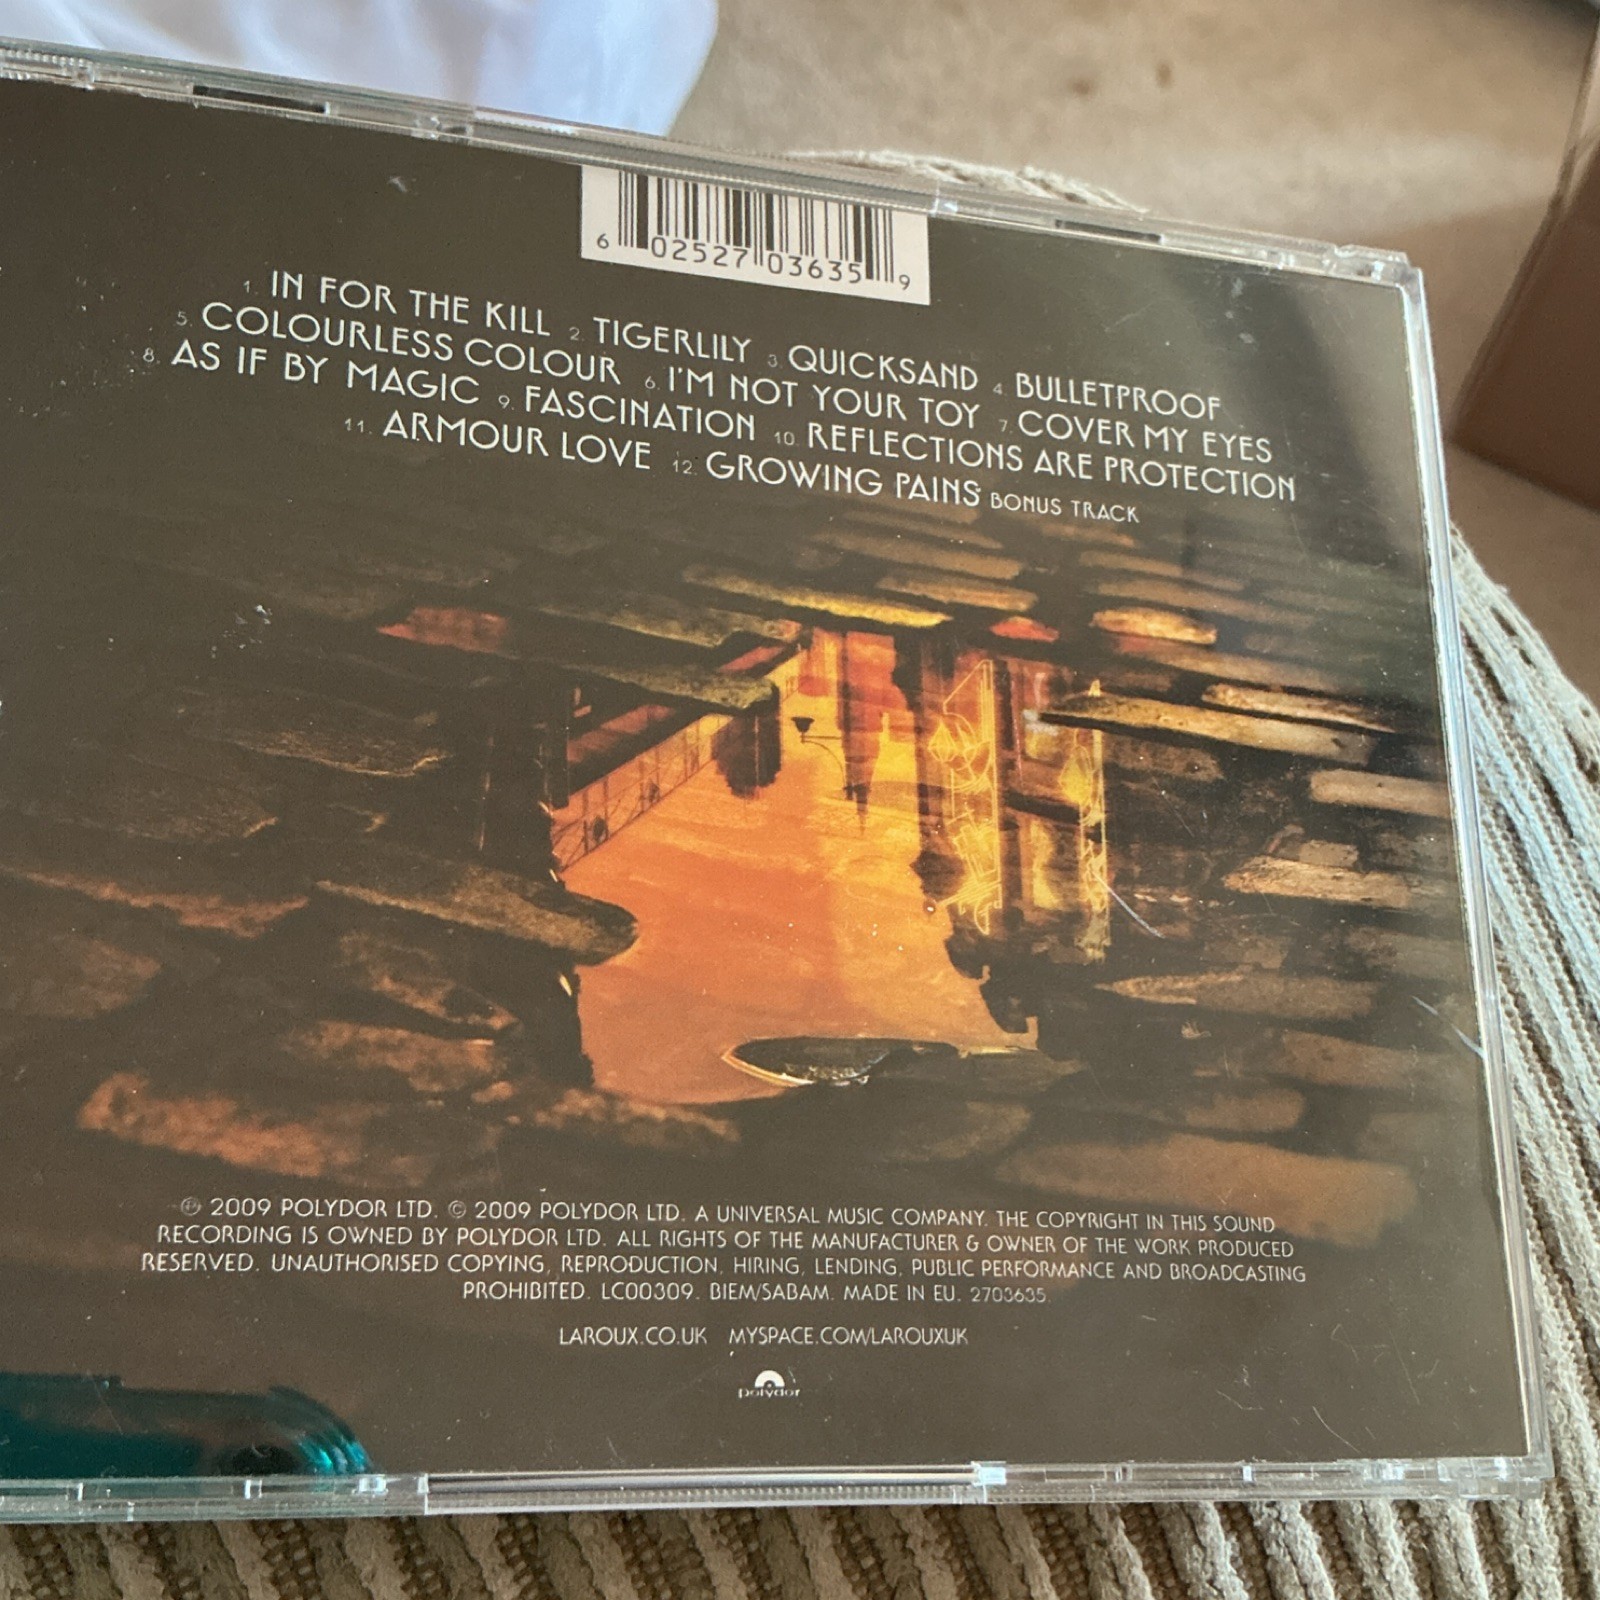 6 02527 03635 9
1. IN FOR THE KILL 2. TIGERLILY 3. QUICKSAND 4. BULLETPROOF
5. COLOURLESS COLOUR 6. I'M NOT YOUR TOY 7. COVER MY EYES
8. AS IF BY MAGIC 9. FASCINATION 10. REFLECTIONS ARE PROTECTION
11. ARMOUR LOVE 12. GROWING PAINS BONUS TRACK
℗ 2009 POLYDOR LTD. © 2009 POLYDOR LTD. A UNIVERSAL MUSIC COMPANY. THE COPYRIGHT IN THIS SOUND
RECORDING IS OWNED BY POLYDOR LTD. ALL RIGHTS OF THE MANUFACTURER & OWNER OF THE WORK PRODUCED
RESERVED. UNAUTHORISED COPYING, REPRODUCTION, HIRING, LENDING, PUBLIC PERFORMANCE AND BROADCASTING
PROHIBITED. LC00309. BIEM/SABAM. MADE IN EU. 2703635.
LAROUX.CO.UK MYSPACE.COM/LAROUXUK
polydor